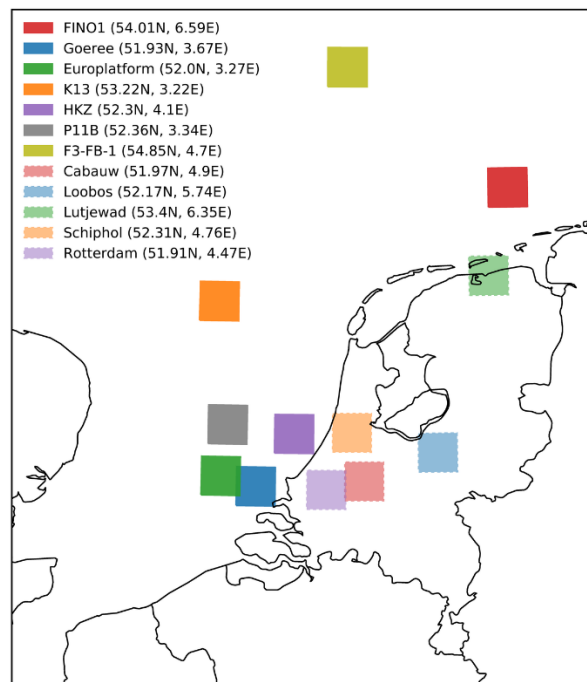 FINO1 (54.01N, 6.59E)
Goeree (51.93N, 3.67E)
Europlatform (52.0N, 3.27E)
K13 (53.22N, 3.22E)
HKZ (52.3N, 4.1E)
P11B (52.36N, 3.34E)
F3-FB-1 (54.85N, 4.7E)
Cabauw (51.97N, 4.9E)
Loobos (52.17N, 5.74E)
Lutjewad (53.4N, 6.35E)
Schiphol (52.31N, 4.76E)
Rotterdam (51.91N, 4.47E)